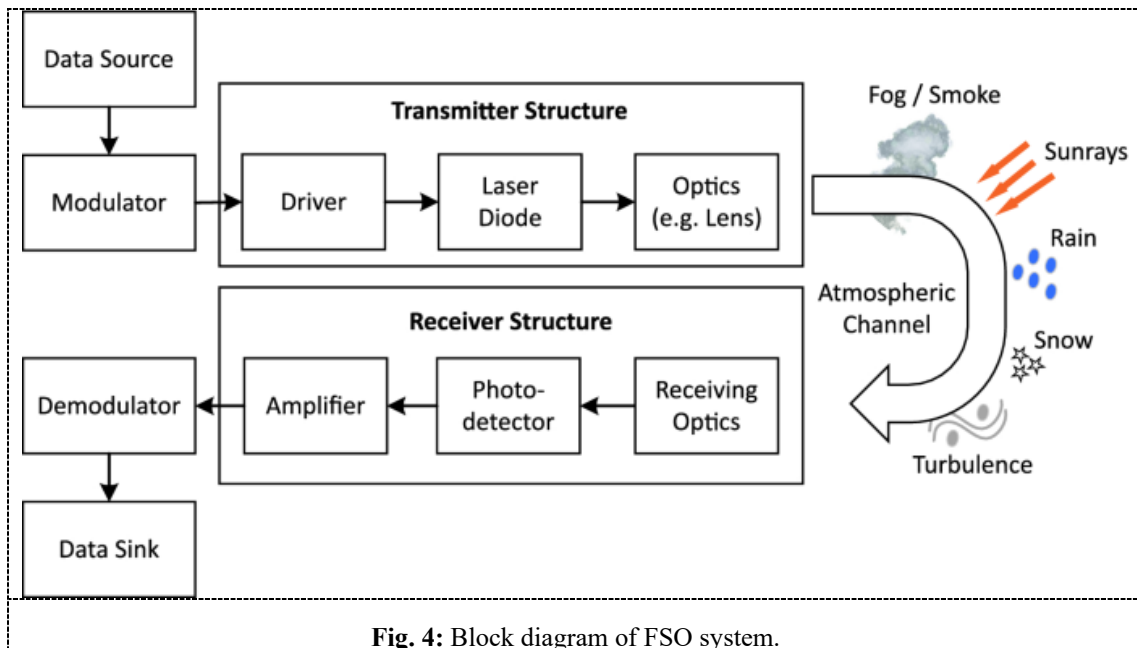 Data Source
Modulator
Transmitter Structure
Driver
Laser
Diode
Optics
(e.g. Lens)
Fog / Smoke
Sunrays
Rain
Atmospheric
Channel
Snow
Turbulence
Receiver Structure
Receiving
Optics
Photo-
detector
Amplifier
Demodulator
Data Sink
Fig. 4: Block diagram of FSO system.